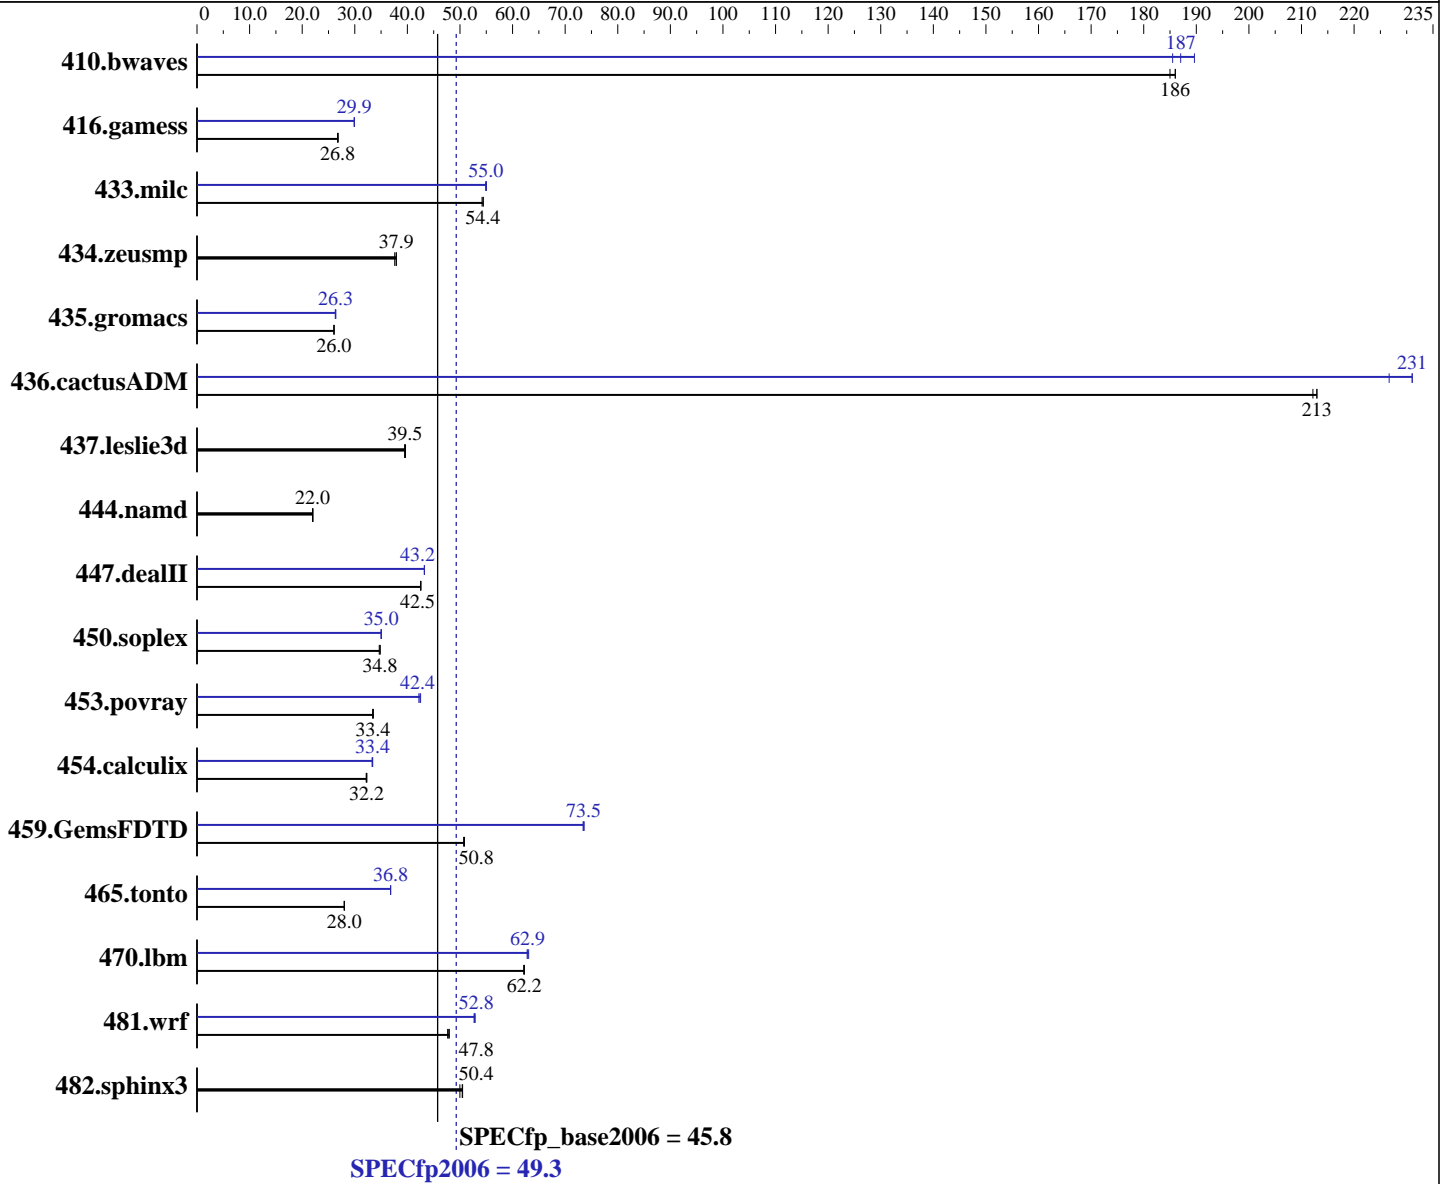 0 10.0 20.0 30.0 40.0 50.0 60.0 70.0 80.0 90.0 100 110 120 130 140 150 160 170 180 190 200 210 220 235
187
410.bwaves
186
29.9
416.gamess
26.8
55.0
433.milc
54.4
37.9
434.zeusmp
26.3
435.gromacs
26.0
231
436.cactusADM
213
39.5
437.leslie3d
22.0
444.namd
43.2
447.dealII
42.5
35.0
450.soplex
34.8
42.4
453.povray
33.4
33.4
454.calculix
32.2
73.5
459.GemsFDTD
50.8
36.8
465.tonto
28.0
62.9
470.lbm
62.2
52.8
481.wrf
47.8
50.4
482.sphinx3
SPECfp_base2006 = 45.8
SPECfp2006 = 49.3